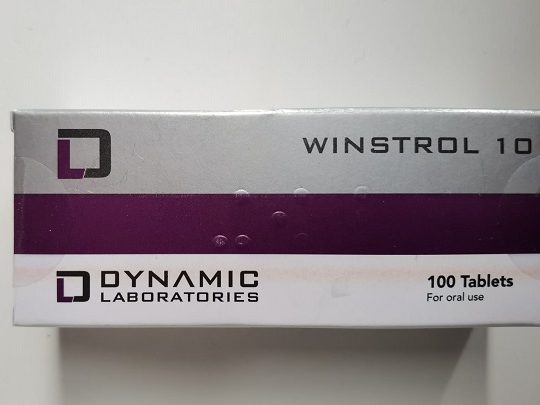 WINSTROL 10
DYNAMIC
LABORATORIES
100 Tablets
For oral use